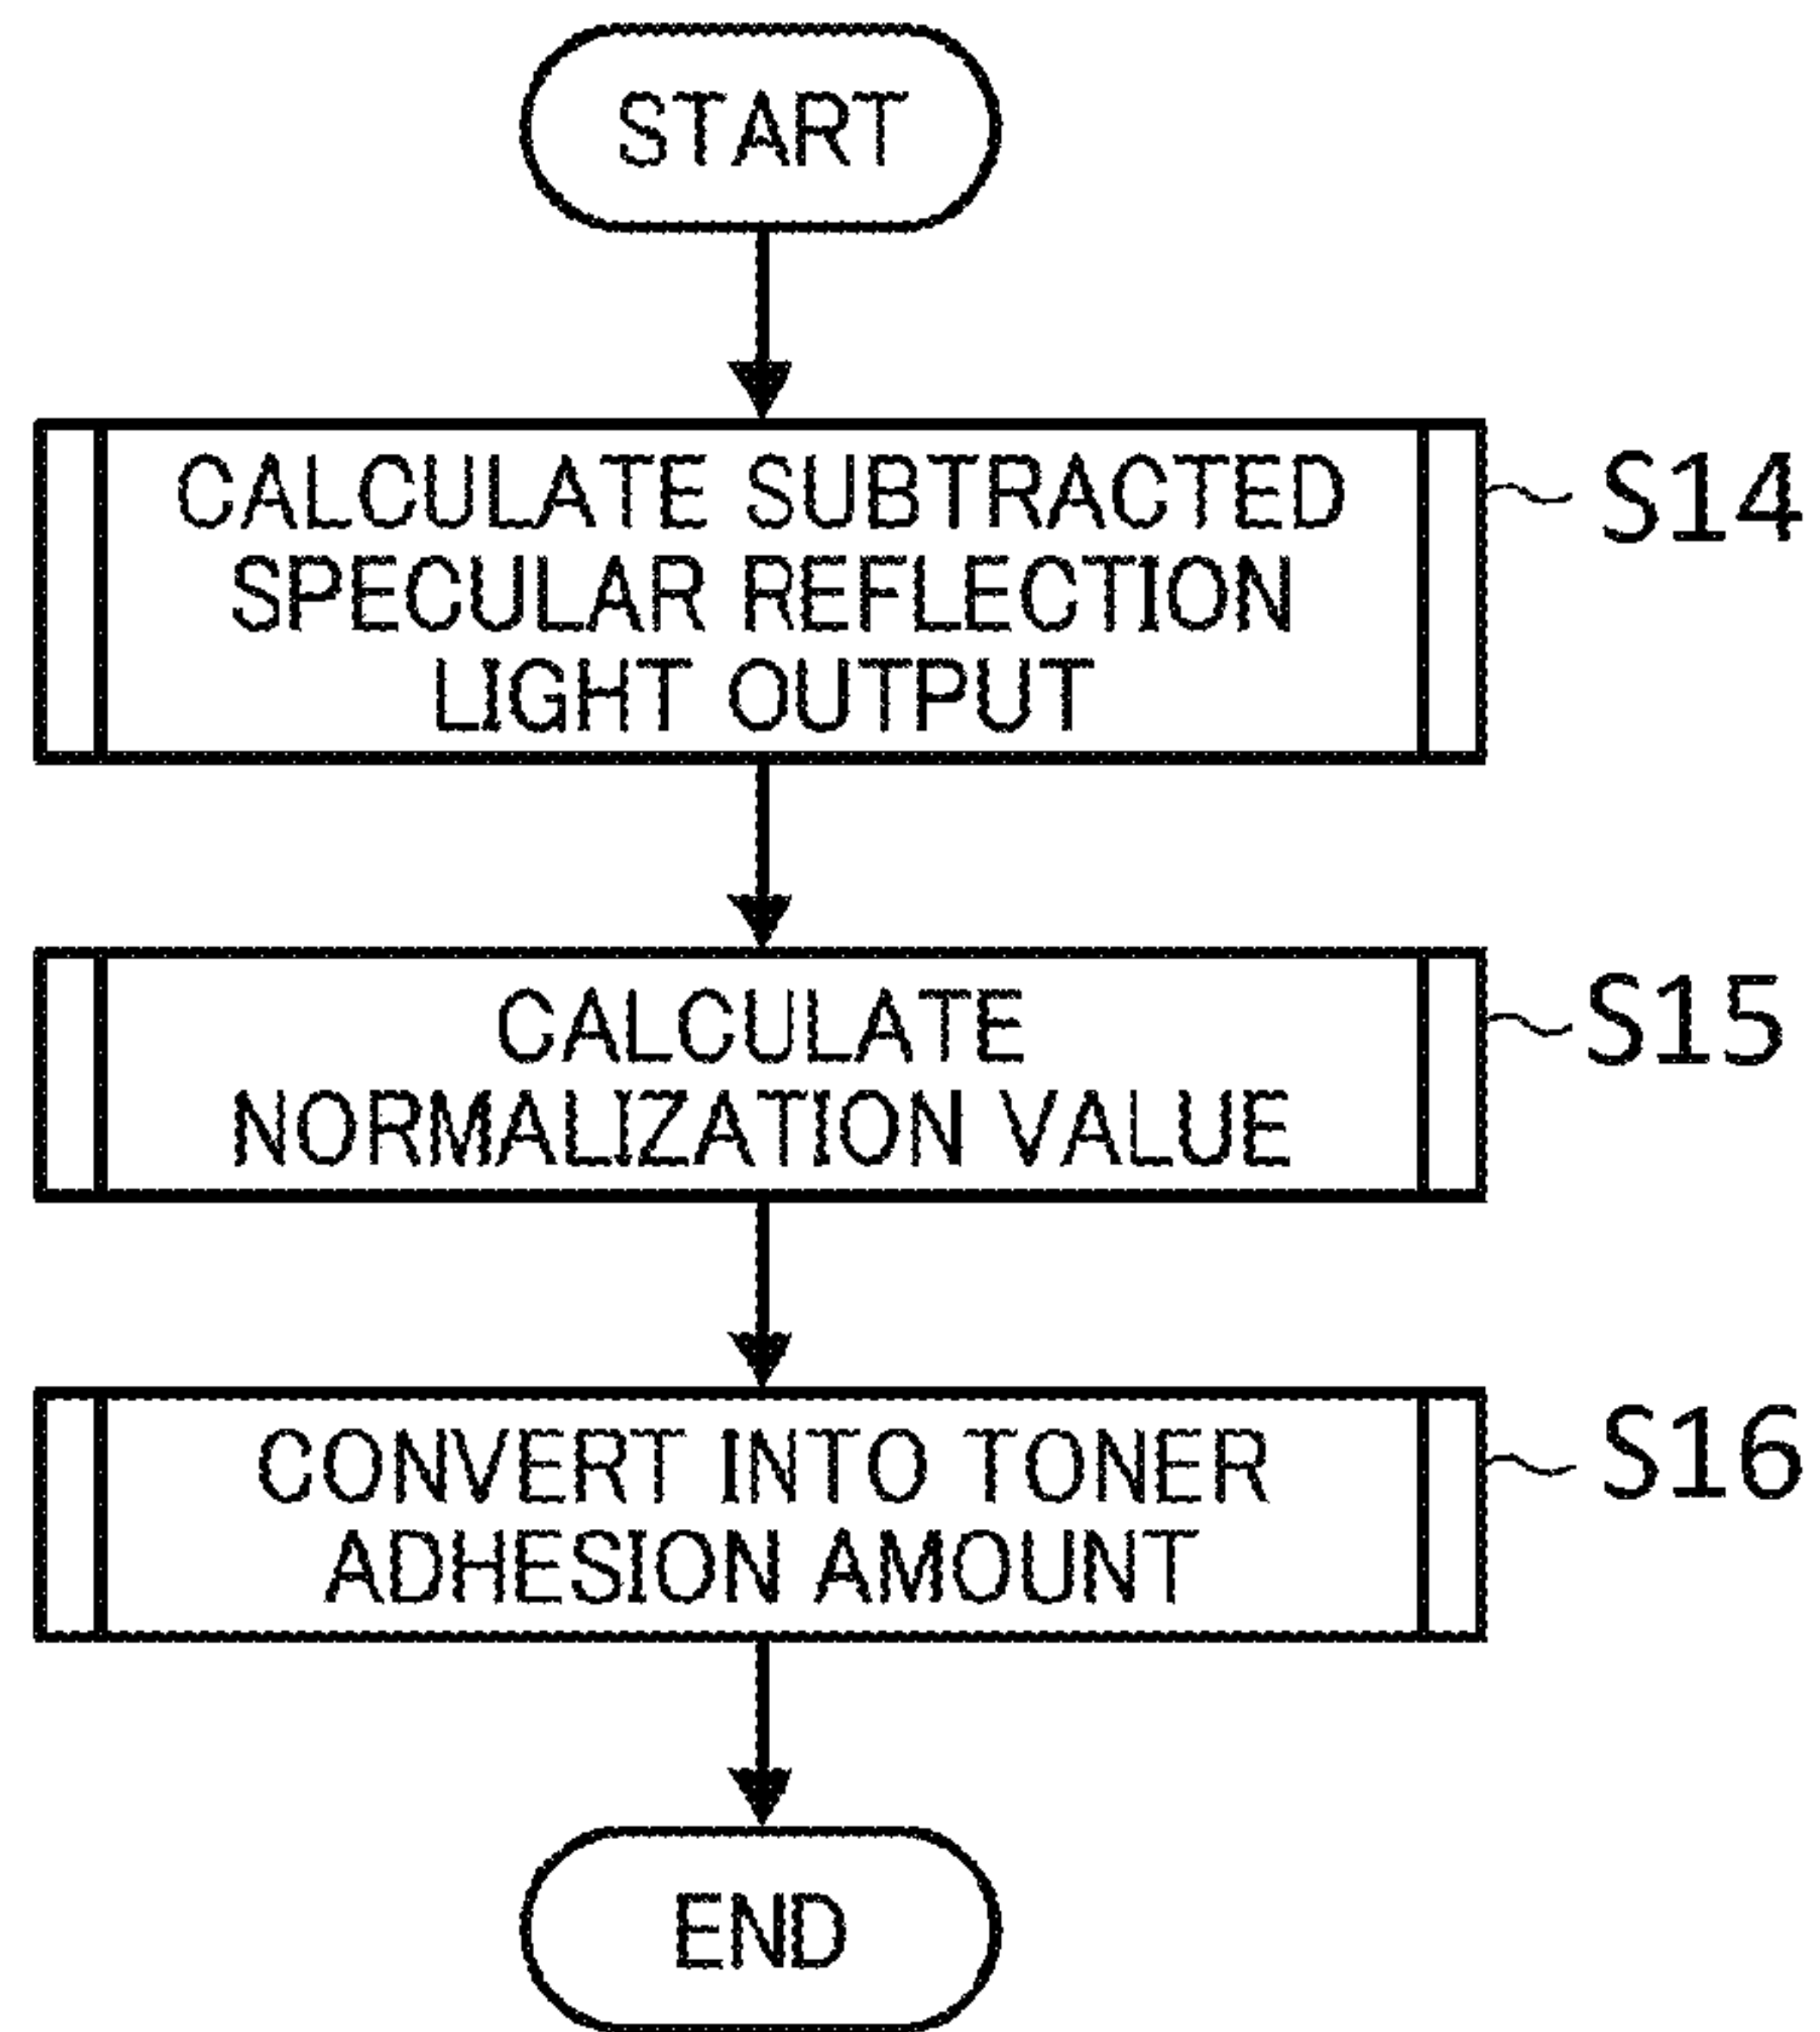 START
CALCULATE SUBTRACTED
SPECULAR REFLECTION
LIGHT OUTPUT
S14
CALCULATE
NORMALIZATION VALUE
S15
CONVERT INTO TONER
ADHESION AMOUNT
S16
END